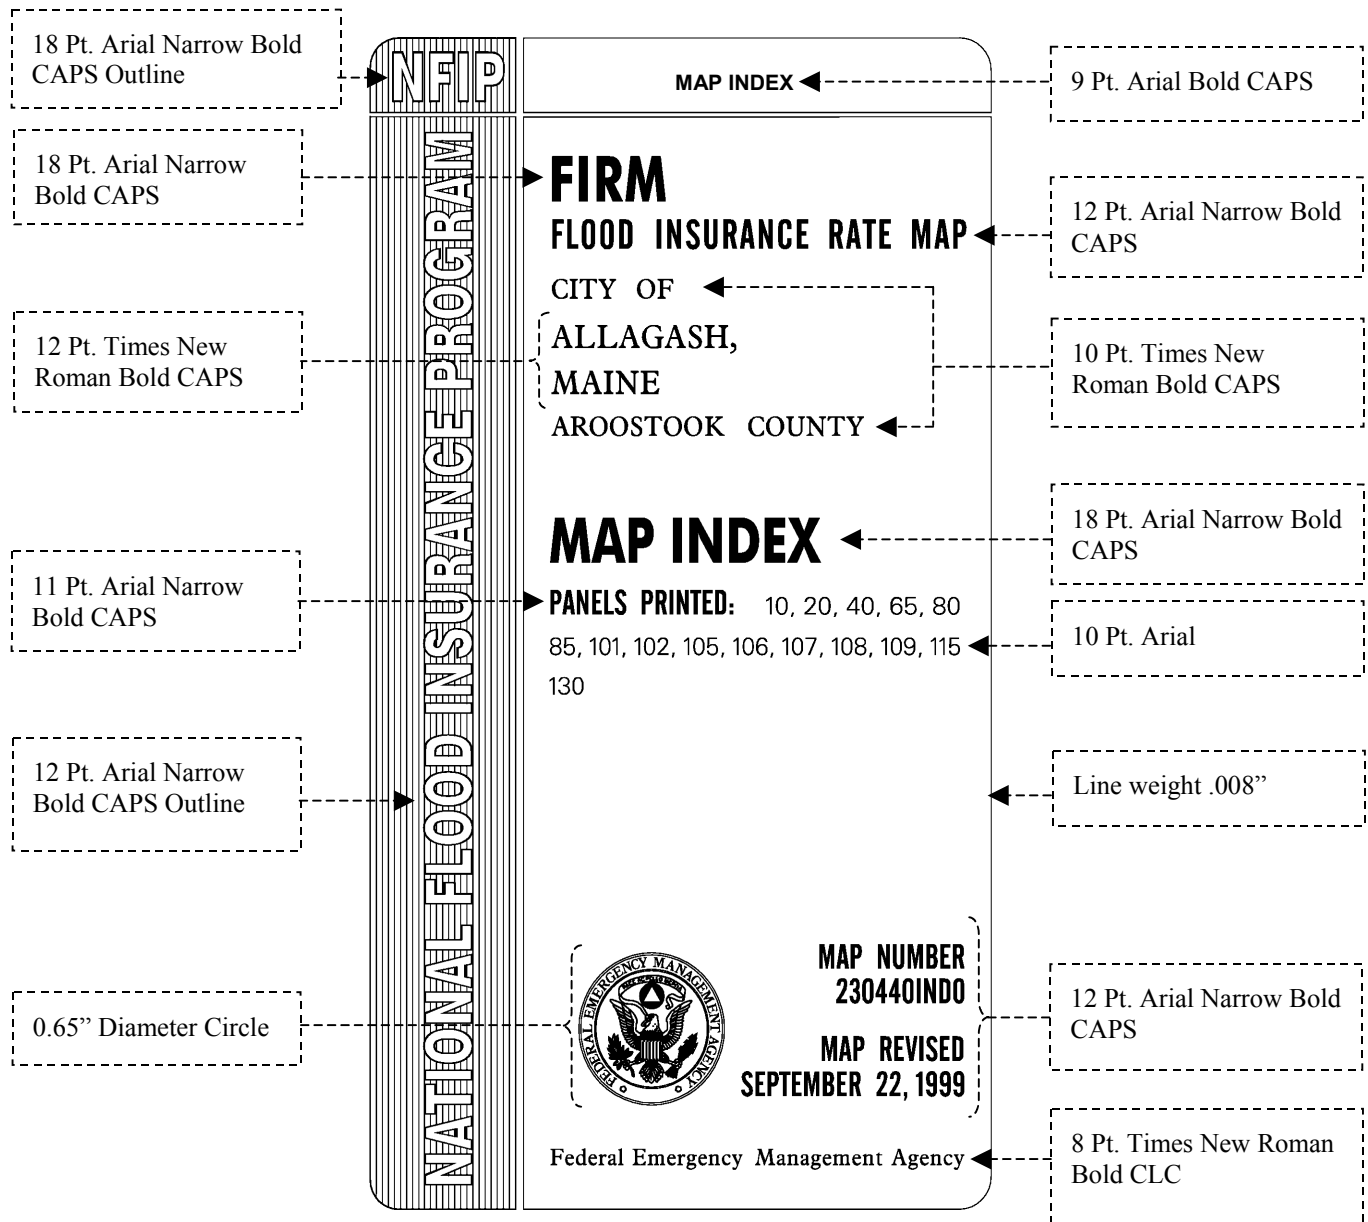 18 Pt. Arial Narrow Bold
CAPS Outline
18 Pt. Arial Narrow
Bold CAPS
12 Pt. Times New
Roman Bold CAPS
11 Pt. Arial Narrow
Bold CAPS
12 Pt. Arial Narrow
Bold CAPS Outline
0.65” Diameter Circle
NFIP
NATIONAL FLOOD INSURANCE PROGRAM
MAP INDEX
FIRM
FLOOD INSURANCE RATE MAP
CITY OF
ALLAGASH,
MAINE
AROOSTOOK COUNTY
MAP INDEX
PANELS PRINTED: 10, 20, 40, 65, 80
85, 101, 102, 105, 106, 107, 108, 109, 115
130
FEDERAL EMERGENCY MANAGEMENT AGENCY
MAP NUMBER
230440IND0
MAP REVISED
SEPTEMBER 22, 1999
Federal Emergency Management Agency
9 Pt. Arial Bold CAPS
12 Pt. Arial Narrow Bold
CAPS
10 Pt. Times New
Roman Bold CAPS
18 Pt. Arial Narrow Bold
CAPS
10 Pt. Arial
Line weight .008”
12 Pt. Arial Narrow Bold
CAPS
8 Pt. Times New Roman
Bold CLC